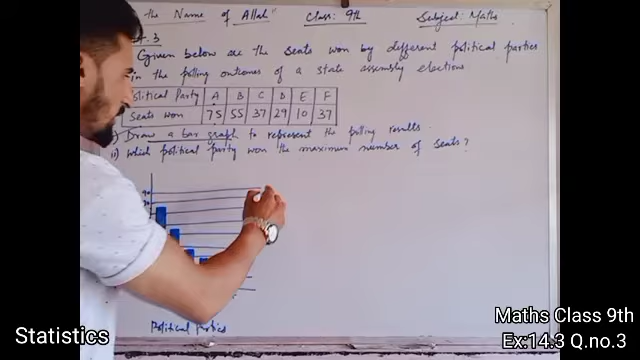 the Name of Allah" Class: 9th Subject: Maths
.3
Given below are the seats won by different political parties
in the polling outcomes of a state assembly elections
Political Party A B C D E F
Seats won 75 55 37 29 10 37
Draw a bar graph to represent the polling results.
ii) Which political party won the maximum number of seats?
Political Parties
Maths Class 9th
Statistics
Ex:14.3 Q.no.3